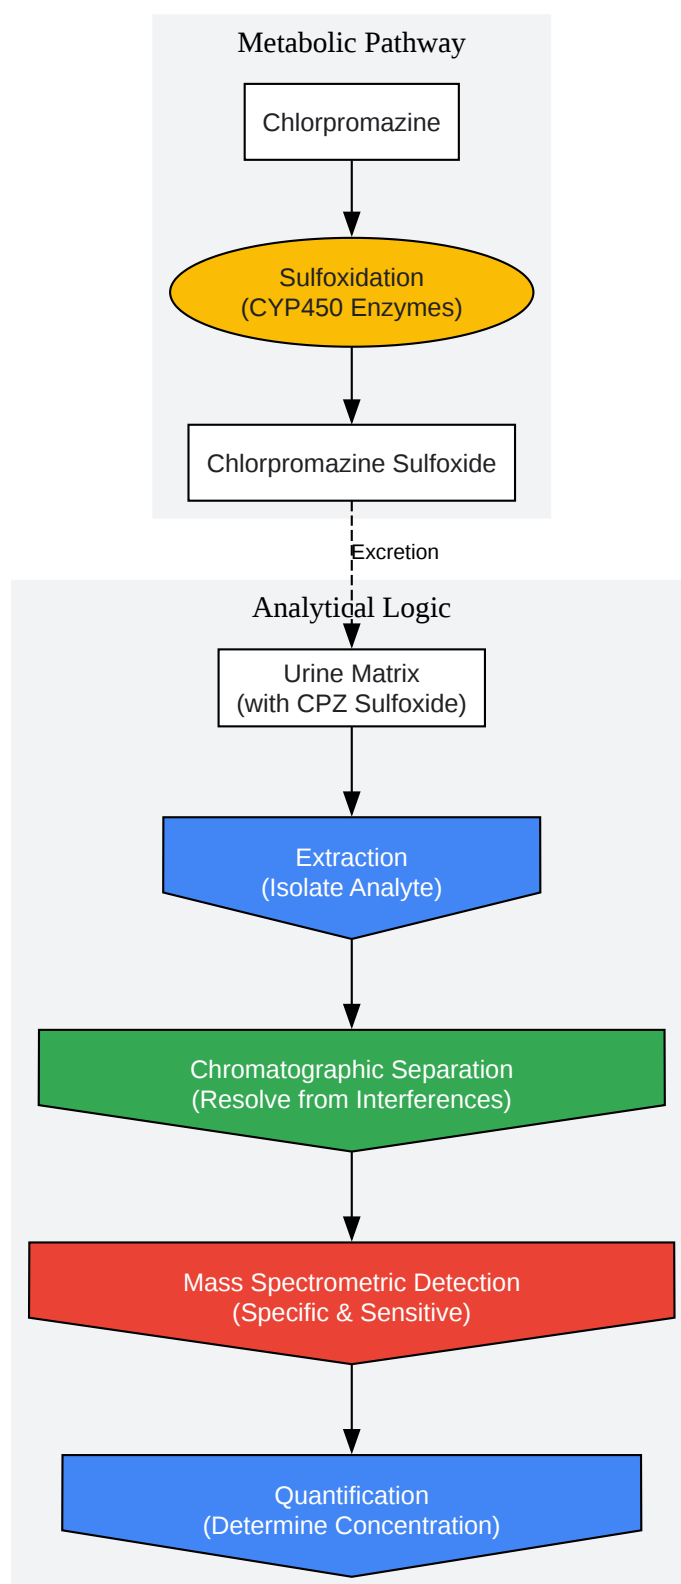 Metabolic Pathway
Chlorpromazine
Sulfoxidation
(CYP450 Enzymes)
Chlorpromazine Sulfoxide
Excretion
Analytical Logic
Urine Matrix
(with CPZ Sulfoxide)
Extraction
(Isolate Analyte)
Chromatographic Separation
(Resolve from Interferences)
Mass Spectrometric Detection
(Specific & Sensitive)
Quantification
(Determine Concentration)